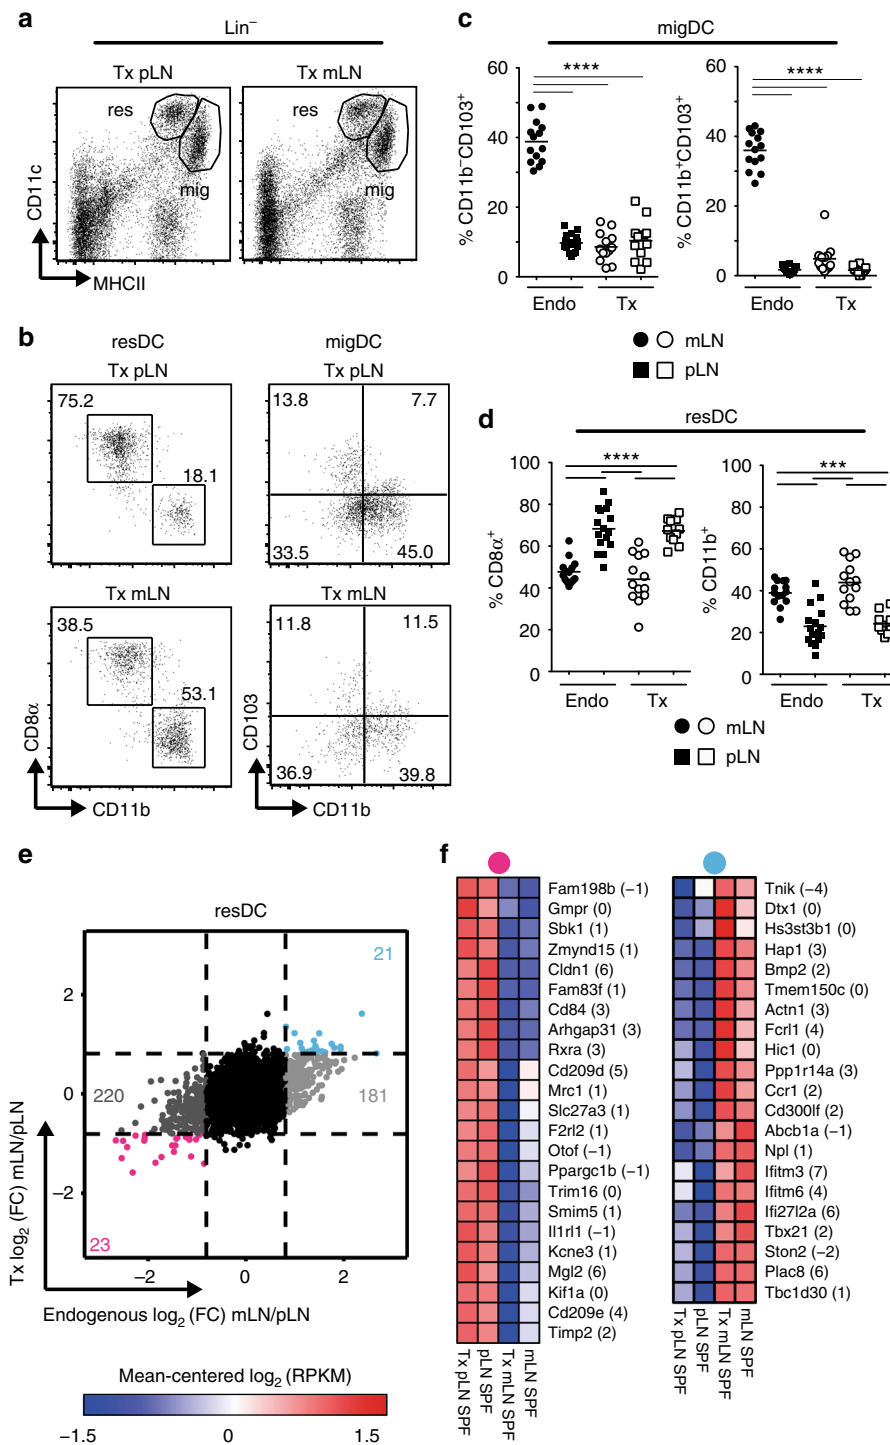 a
Lin−
Tx pLN
Tx mLN
res
mig
CD11c
MHCII
b
resDC
migDC
Tx pLN
Tx pLN
75.2
18.1
13.8
7.7
33.5
45.0
Tx mLN
Tx mLN
38.5
53.1
11.8
11.5
36.9
39.8
CD8α
CD11b
CD103
CD11b
c
migDC
****
60
40
20
0
% CD11b−CD103+
Endo
Tx
****
60
40
20
0
% CD11b+CD103+
Endo
Tx
mLN
pLN
d
resDC
****
100
80
60
40
20
0
% CD8α+
Endo
Tx
***
100
80
60
40
20
0
% CD11b+
Endo
Tx
mLN
pLN
e
resDC
21
220
181
23
2
0
−2
−2
0
2
Tx log2 (FC) mLN/pLN
Endogenous log2 (FC) mLN/pLN
Mean-centered log2 (RPKM)
−1.5
0
1.5
f
Fam198b (−1)
Gmpr (0)
Sbk1 (1)
Zmynd15 (1)
Cldn1 (6)
Fam83f (1)
Cd84 (3)
Arhgap31 (3)
Rxra (3)
Cd209d (5)
Mrc1 (1)
Slc27a3 (1)
F2rl2 (1)
Otof (−1)
Ppargc1b (−1)
Trim16 (0)
Smim5 (1)
Il1rl1 (−1)
Kcne3 (1)
Mgl2 (6)
Kif1a (0)
Cd209e (4)
Timp2 (2)
Tx pLN SPF
pLN SPF
Tx mLN SPF
mLN SPF
Tnik (−4)
Dtx1 (0)
Hs3st3b1 (0)
Hap1 (3)
Bmp2 (2)
Tmem150c (0)
Actn1 (3)
Fcrl1 (4)
Hic1 (0)
Ppp1r14a (3)
Ccr1 (2)
Cd300lf (2)
Abcb1a (−1)
Npl (1)
Ifitm3 (7)
Ifitm6 (4)
Ifi27l2a (6)
Tbx21 (2)
Ston2 (−2)
Plac8 (6)
Tbc1d30 (1)
Tx pLN SPF
pLN SPF
Tx mLN SPF
mLN SPF